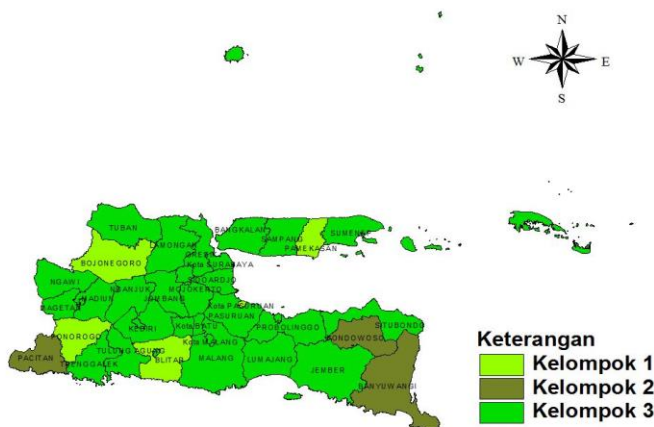 N
W E
S
TUBAN
BANGKALAN
SUMENEP
LAMONGAN
SAMPANG
GRESIK
PAMEKASAN
BOJONEGORO
Kota SURABAYA
SIDOARDJO
NGAWI
NGANJUK
MOJOKERTO
MADIUN
JOMBANG
MAGETAN
Kota PASURUAN
PASURUAN
SITUBONDO
PONOROGO
KEDIRI
Kota BATU
PROBOLINGGO
BONDOWOSO
Kota MALANG
PACITAN
TULUNG AGUNG
BLITAR
MALANG
LUMAJANG
TRENGGALEK
JEMBER
BANYUWANGI
Keterangan
Kelompok 1
Kelompok 2
Kelompok 3